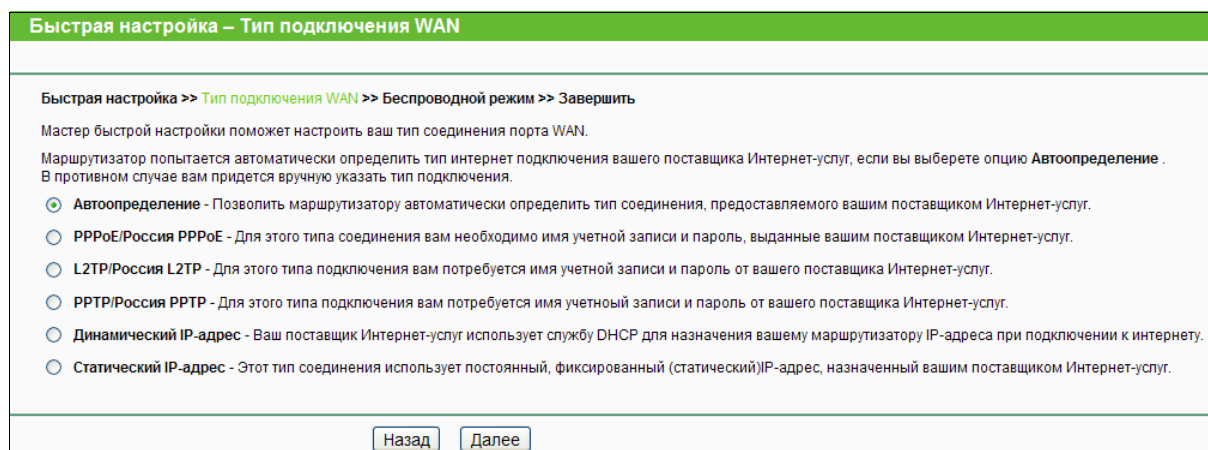 Быстрая настройка – Тип подключения WAN
Быстрая настройка >> Тип подключения WAN >> Беспроводной режим >> Завершить
Мастер быстрой настройки поможет настроить ваш тип соединения порта WAN.
Маршрутизатор попытается автоматически определить тип интернет подключения вашего поставщика Интернет-услуг, если вы выберете опцию Автоопределение .
В противном случае вам придется вручную указать тип подключения.
Автоопределение - Позволить маршрутизатору автоматически определить тип соединения, предоставляемого вашим поставщиком Интернет-услуг.
PPPoE/Россия PPPoE - Для этого типа соединения вам необходимо имя учетной записи и пароль, выданные вашим поставщиком Интернет-услуг.
L2TP/Россия L2TP - Для этого типа подключения вам потребуется имя учетной записи и пароль от вашего поставщика Интернет-услуг.
PPTP/Россия PPTP - Для этого типа подключения вам потребуется имя учетноый записи и пароль от вашего поставщика Интернет-услуг.
Динамический IP-адрес - Ваш поставщик Интернет-услуг использует службу DHCP для назначения вашему маршрутизатору IP-адреса при подключении к интернету.
Статический IP-адрес - Этот тип соединения использует постоянный, фиксированный (статический)IP-адрес, назначенный вашим поставщиком Интернет-услуг.
Назад Далее